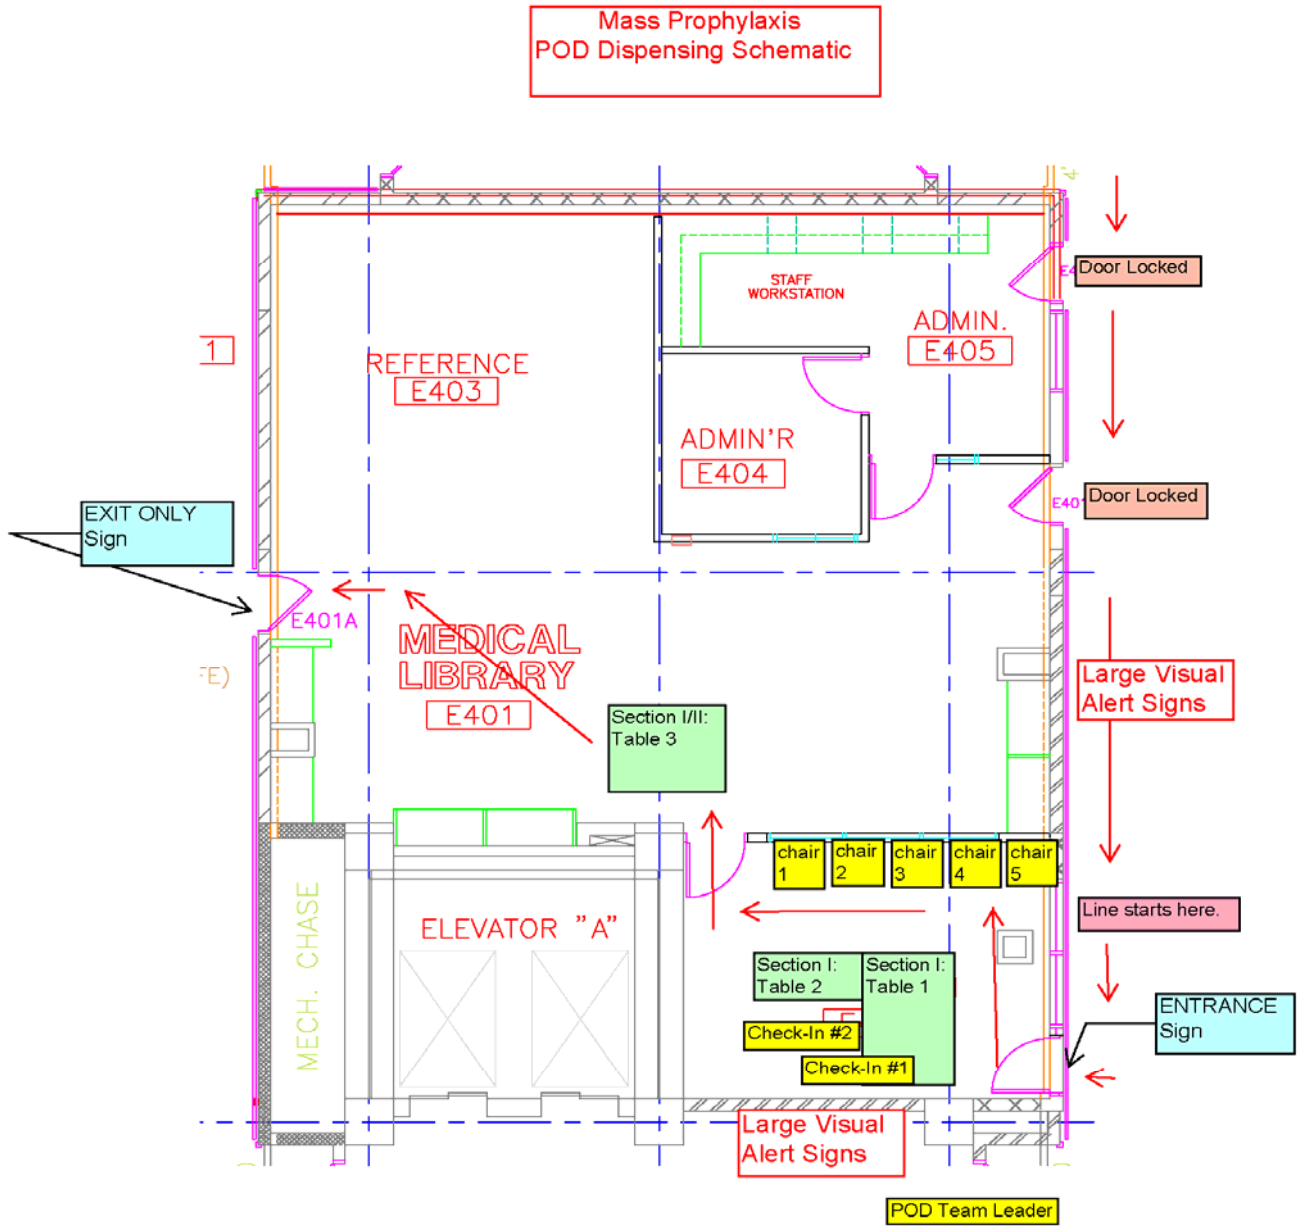 Mass Prophylaxis
POD Dispensing Schematic
Door Locked
STAFF
WORKSTATION
ADMIN.
E405
1
REFERENCE
E403
ADMIN'R
E404
Door Locked
EXIT ONLY
Sign
E401A
MEDICAL
LIBRARY
E401
Large Visual
Alert Signs
Section I/II:
Table 3
chair
1
chair
2
chair
3
chair
4
chair
5
Line starts here.
ELEVATOR "A"
MECH. CHASE
Section I:
Table 2
Section I:
Table 1
Check-In #2
Check-In #1
ENTRANCE
Sign
Large Visual
Alert Signs
POD Team Leader